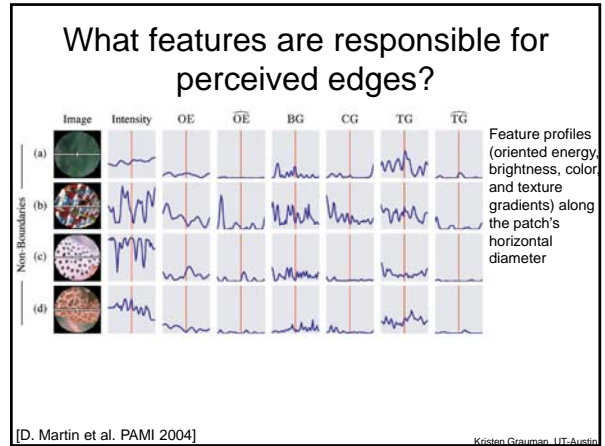 What features are responsible for
perceived edges?
Image Intensity OE OE BG CG TG TG
Non-Boundaries
(a)
(b)
(c)
(d)
Feature profiles
(oriented energy,
brightness, color,
and texture
gradients) along
the patch's
horizontal
diameter
[D. Martin et al. PAMI 2004]
Kristen Grauman, UT-Austin